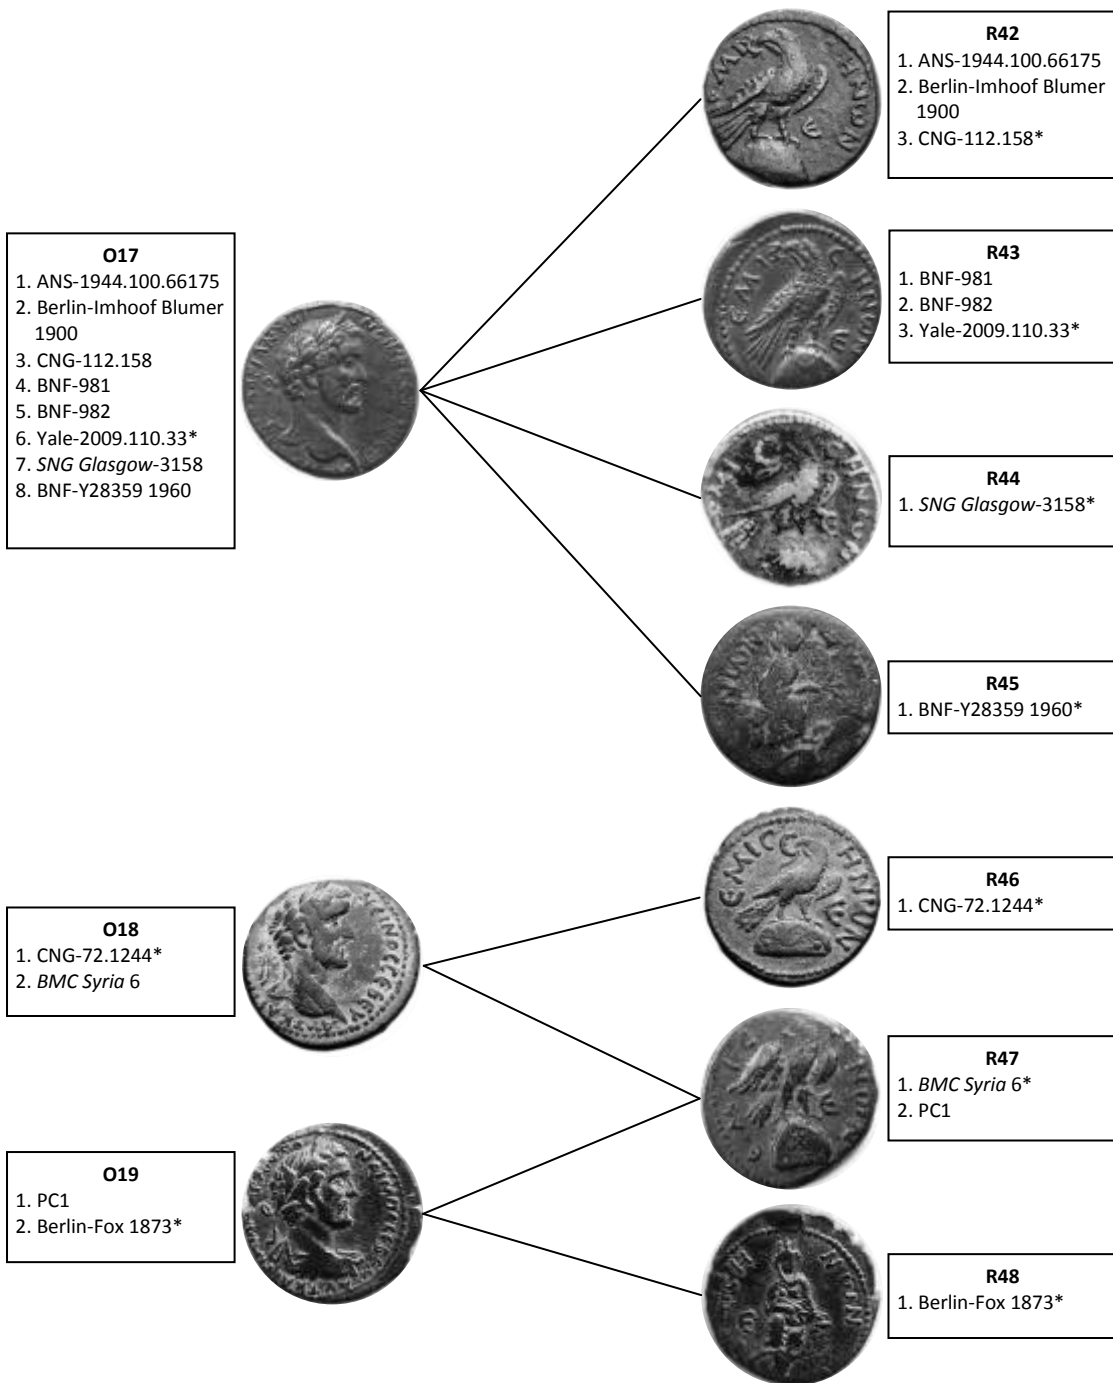 R42
1. ANS-1944.100.66175
2. Berlin-Imhoof Blumer
1900
3. CNG-112.158*
O17
1. ANS-1944.100.66175
2. Berlin-Imhoof Blumer
1900
3. CNG-112.158
4. BNF-981
5. BNF-982
6. Yale-2009.110.33*
7. SNG Glasgow-3158
8. BNF-Y28359 1960
R43
1. BNF-981
2. BNF-982
3. Yale-2009.110.33*
R44
1. SNG Glasgow-3158*
R45
1. BNF-Y28359 1960*
ЄMICC HNωN
Є
R46
1. CNG-72.1244*
O18
1. CNG-72.1244*
2. BMC Syria 6
R47
1. BMC Syria 6*
2. PC1
O19
1. PC1
2. Berlin-Fox 1873*
R48
1. Berlin-Fox 1873*